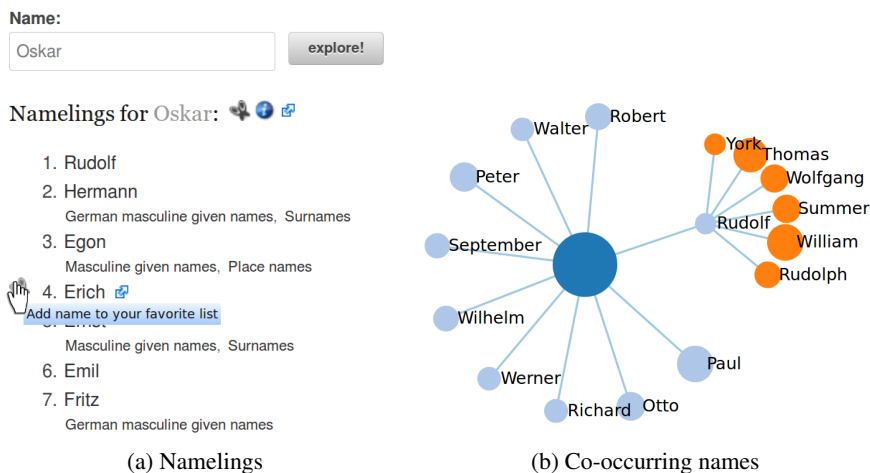 Name:
Oskar
explore!
Namelings for Oskar:
1. Rudolf
2. Hermann
German masculine given names, Surnames
3. Egon
Masculine given names, Place names
4. Erich
Add name to your favorite list
5. Ernst
Masculine given names, Surnames
6. Emil
7. Fritz
German masculine given names
(a) Namelings
Robert
Walter
Peter
September
Wilhelm
Werner
Richard
Otto
Paul
Rudolf
York
Thomas
Wolfgang
Summer
William
Rudolph
(b) Co-occurring names